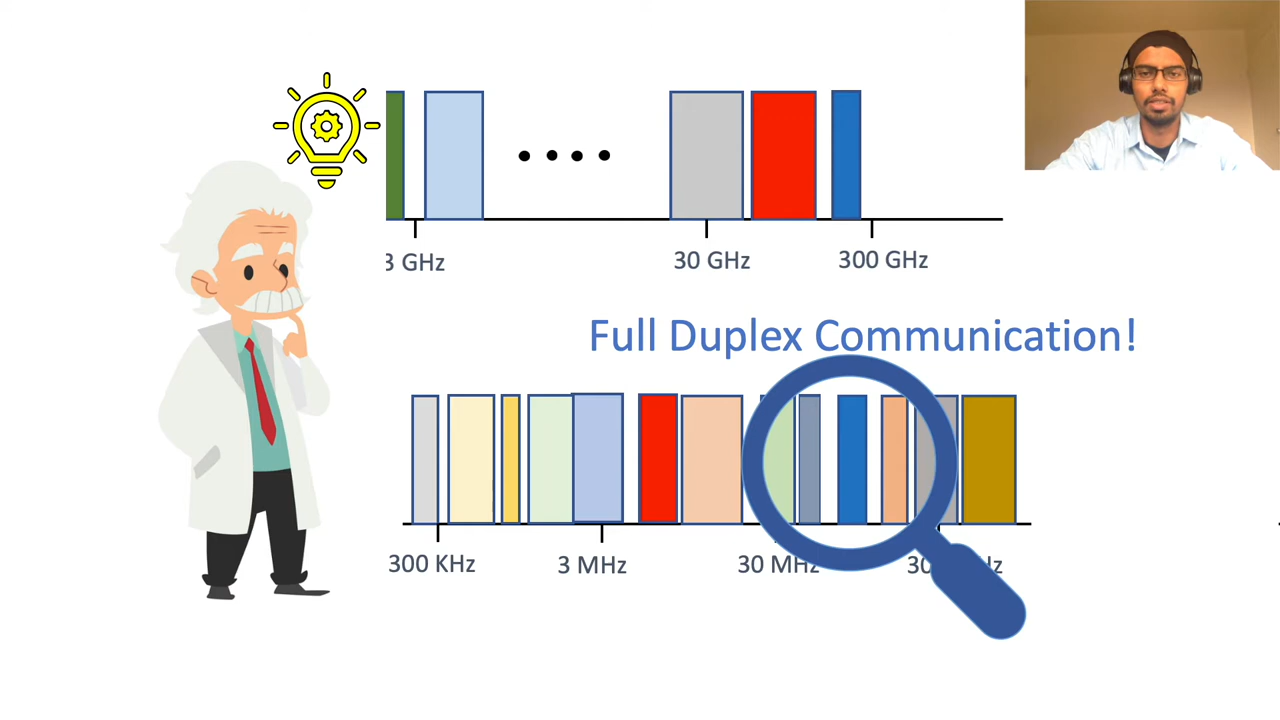 3 GHz
30 GHz
300 GHz
Full Duplex Communication!
300 KHz
3 MHz
30 MHz